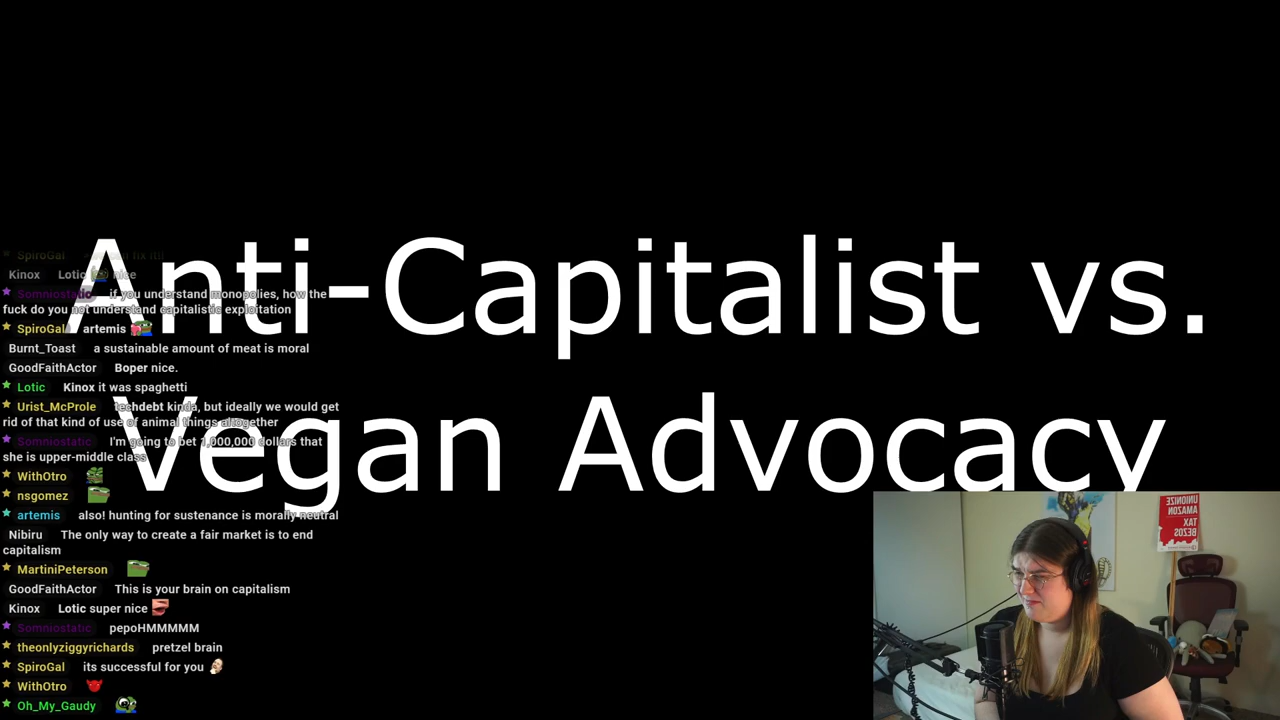 Anti-Capitalist vs.
Vegan Advocacy
SpiroGal
Kinox Lotic nice
Somniostatic if you understand monopolies, how the
fuck do you not understand capitalistic exploitation
SpiroGal artemis
Burnt_Toast a sustainable amount of meat is moral
GoodFaithActor Boper nice.
Lotic Kinox it was spaghetti
Urist_McProle techdebt kinda, but ideally we would get
rid of that kind of use of animal things altogether
Somniostatic I'm going to bet 1,000,000 dollars that
she is upper-middle class
WithOtro
nsgomez
artemis also! hunting for sustenance is morally neutral
Nibiru The only way to create a fair market is to end
capitalism
MartiniPeterson
GoodFaithActor This is your brain on capitalism
Kinox Lotic super nice
Somniostatic pepoHMMMMM
theonlyziggyrichards pretzel brain
SpiroGal its successful for you
WithOtro
Oh_My_Gaudy
UNIONIZE
AMAZON
TAX
BEZOS